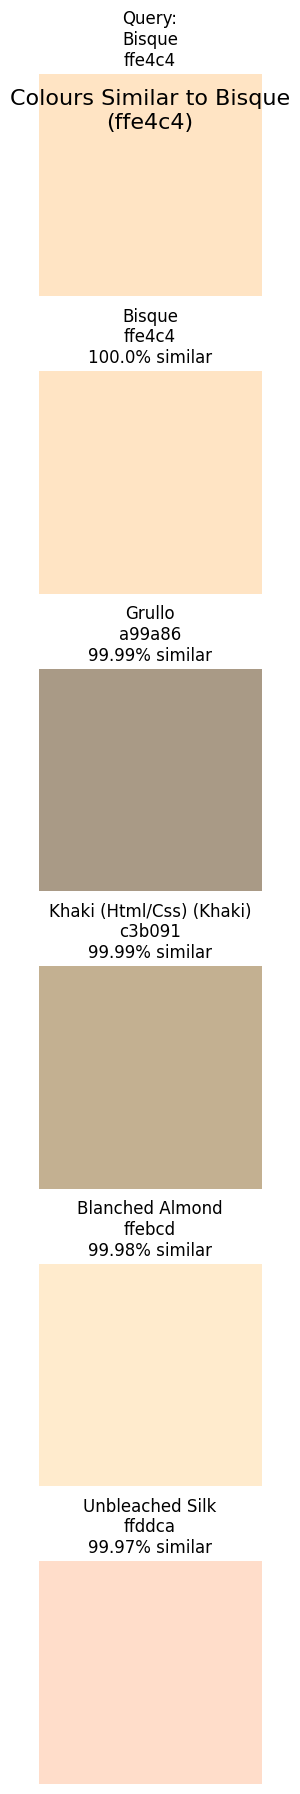 Query:
Bisque
ffe4c4
Colours Similar to Bisque
(ffe4c4)
Bisque
ffe4c4
100.0% similar
Grullo
a99a86
99.99% similar
Khaki (Html/Css) (Khaki)
c3b091
99.99% similar
Blanched Almond
ffebcd
99.98% similar
Unbleached Silk
ffddca
99.97% similar